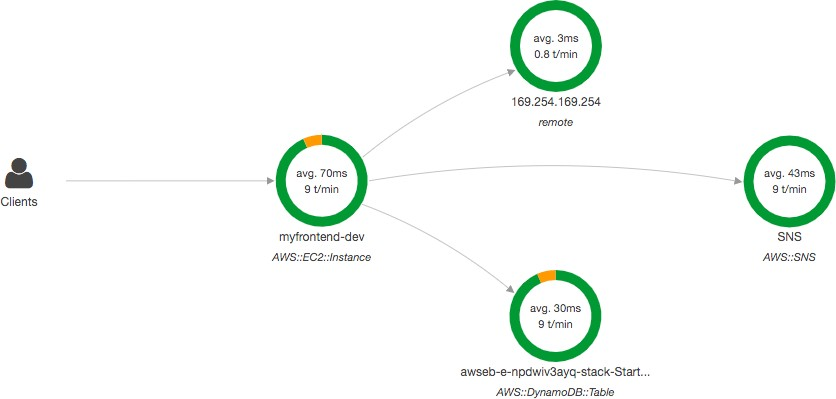 avg. 3ms
0.8 t/min
169.254.169.254
remote
Clients
avg. 70ms
9 t/min
myfrontend-dev
AWS::EC2::Instance
avg. 43ms
9 t/min
SNS
AWS::SNS
avg. 30ms
9 t/min
awseb-e-npdwiv3ayq-stack-Start...
AWS::DynamoDB::Table